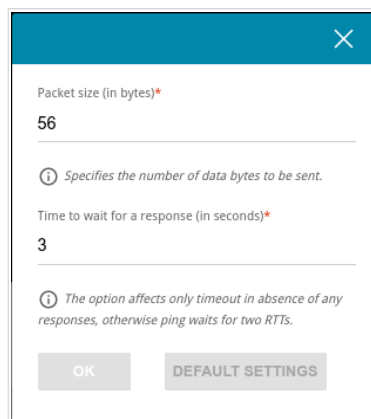 Packet size (in bytes)*
56
Specifies the number of data bytes to be sent.
Time to wait for a response (in seconds)*
3
The option affects only timeout in absence of any
responses, otherwise ping waits for two RTTs.
OK DEFAULT SETTINGS